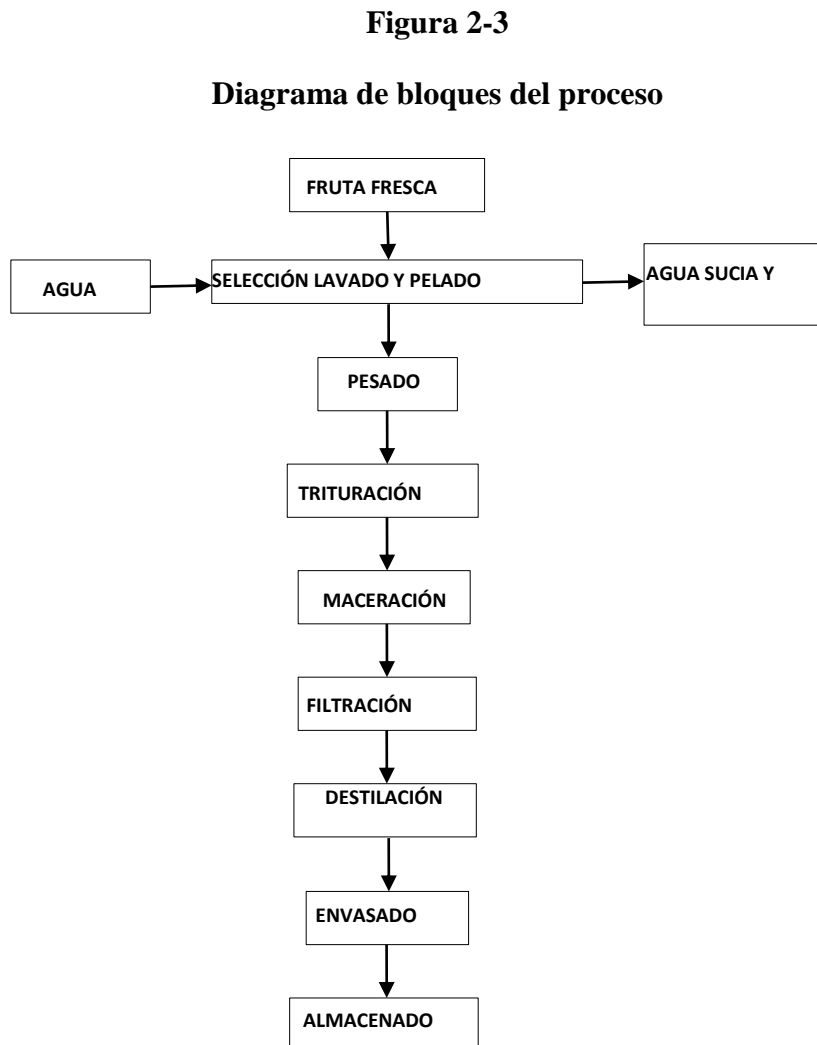 Figura 2-3
Diagrama de bloques del proceso
FRUTA FRESCA
AGUA
SELECCIÓN LAVADO Y PELADO
AGUA SUCIA Y
PESADO
TRITURACIÓN
MACERACIÓN
FILTRACIÓN
DESTILACIÓN
ENVASADO
ALMACENADO